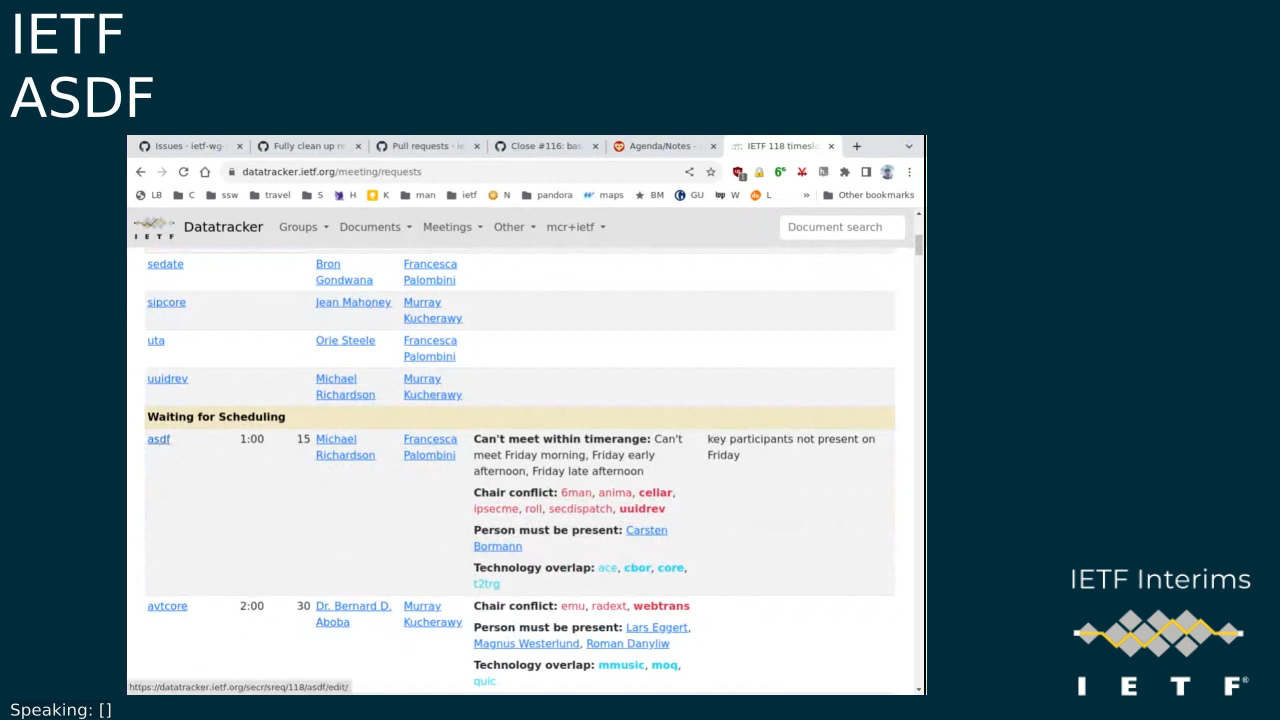 IETF
ASDF
Issues · ietf-wg-
Fully clean up re
Pull requests · ie
Close #116: bas
Agenda/Notes -
IETF 118 timeslo
datatracker.ietf.org/meeting/requests
LB C ssw travel S H K man ietf N pandora maps BM GU W L » Other bookmarks
IETF Datatracker Groups Documents Meetings Other mcr+ietf Document search
sedate Bron Francesca
Gondwana Palombini
sipcore Jean Mahoney Murray
Kucherawy
uta Orie Steele Francesca
Palombini
uuidrev Michael Murray
Richardson Kucherawy
Waiting for Scheduling
asdf 1:00 15 Michael Francesca Can't meet within timerange: Can't key participants not present on
Richardson Palombini meet Friday morning, Friday early Friday
afternoon, Friday late afternoon
Chair conflict: 6man, anima, cellar,
ipsecme, roll, secdispatch, uuidrev
Person must be present: Carsten
Bormann
Technology overlap: ace, cbor, core,
t2trg
avtcore 2:00 30 Dr. Bernard D. Murray Chair conflict: emu, radext, webtrans
Aboba Kucherawy Person must be present: Lars Eggert,
Magnus Westerlund, Roman Danyliw
Technology overlap: mmusic, moq,
quic
https://datatracker.ietf.org/secr/sreq/118/asdf/edit/
IETF Interims
IETF®
Speaking: []